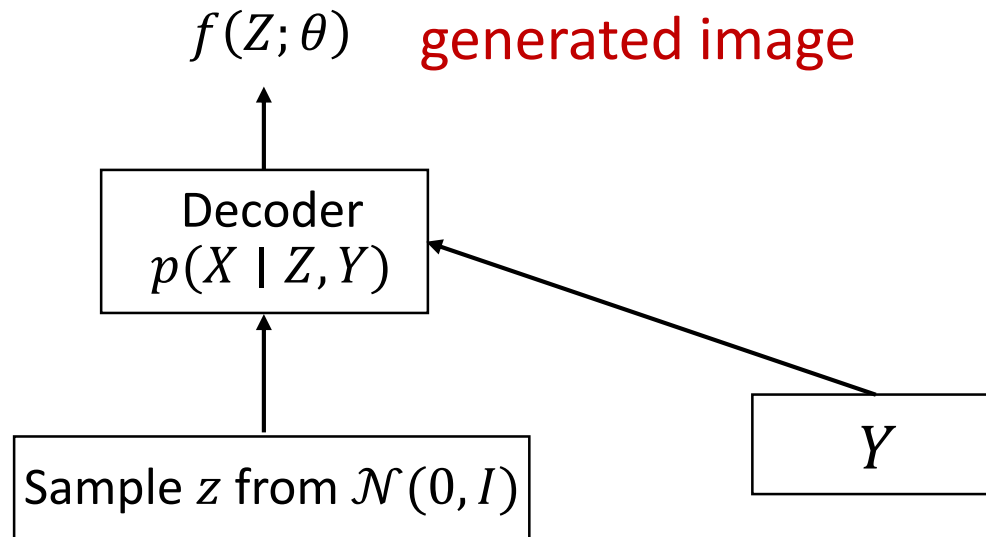 f(Z; θ) generated image
Decoder
p(X | Z, Y)
Y
Sample z from 𝒩(0, I)